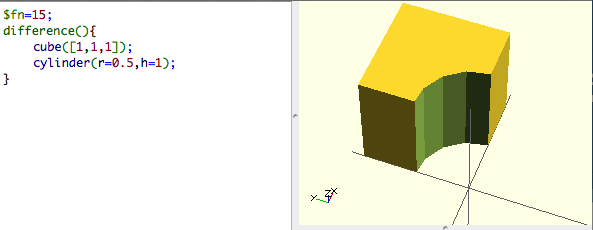 $fn=15;
difference(){
    cube([1,1,1]);
    cylinder(r=0.5,h=1);
}
Z
X
Y